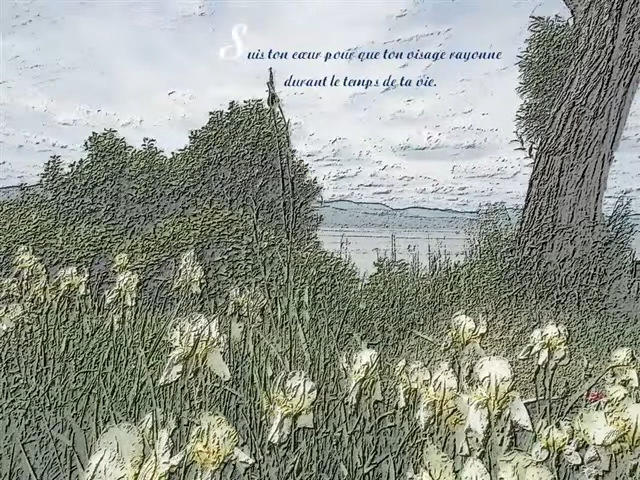 Suis ton cœur pour que ton visage rayonne
durant le temps de ta vie.